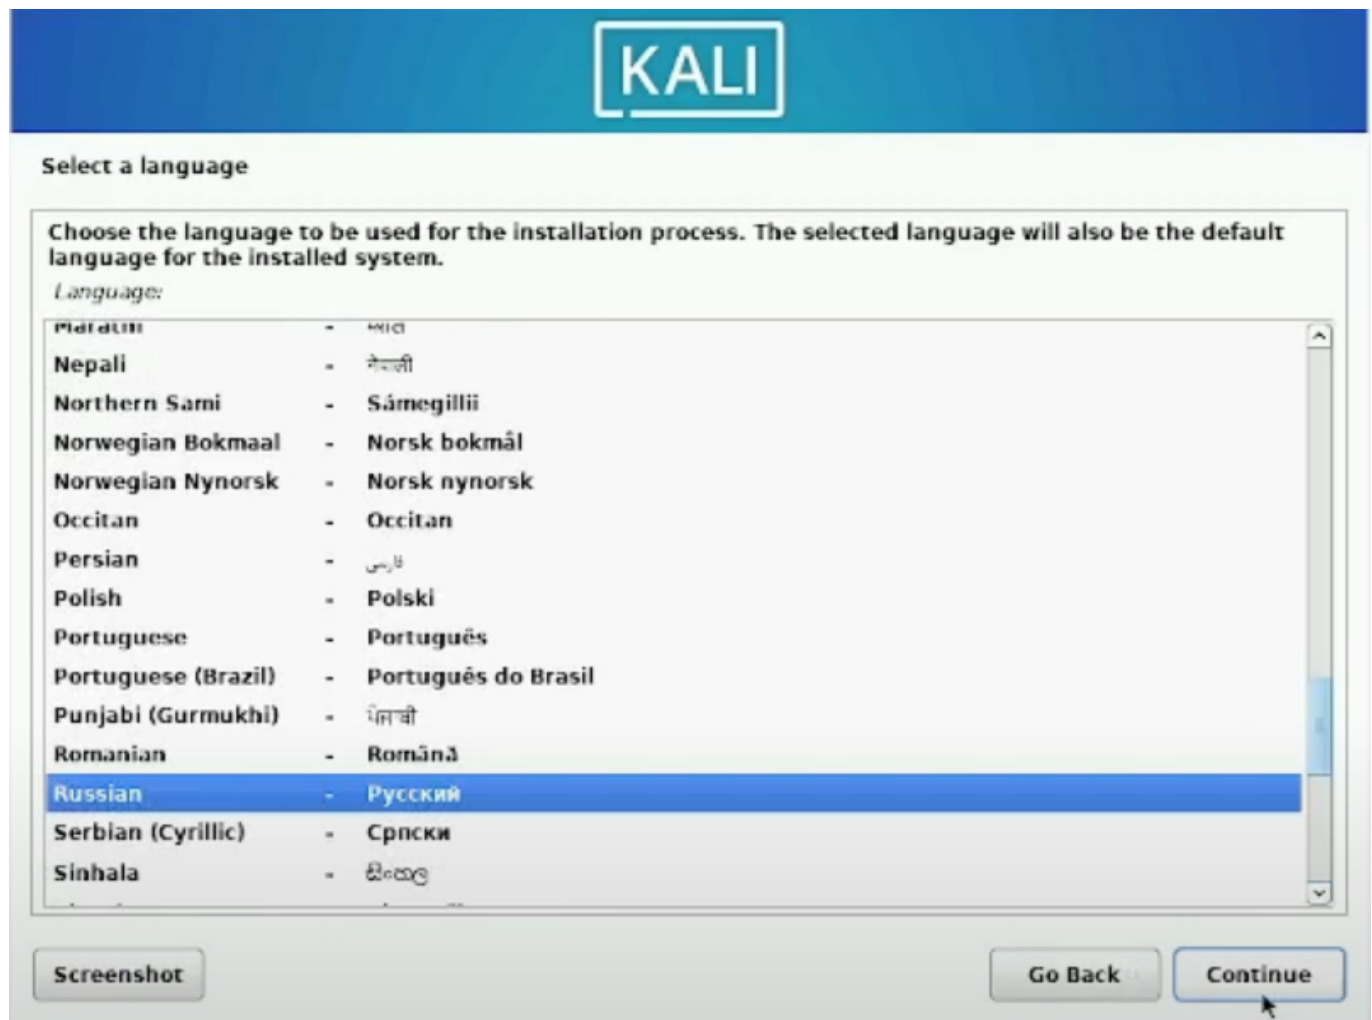 KALI
Select a language
Choose the language to be used for the installation process. The selected language will also be the default
language for the installed system.
Language:
Marathi -
Nepali - नेपाली
Northern Sami - Sámegillii
Norwegian Bokmaal - Norsk bokmål
Norwegian Nynorsk - Norsk nynorsk
Occitan - Occitan
Persian - فارسی
Polish - Polski
Portuguese - Português
Portuguese (Brazil) - Português do Brasil
Punjabi (Gurmukhi) - ਪੰਜਾਬੀ
Romanian - Română
Russian - Русский
Serbian (Cyrillic) - Српски
Sinhala - සිංහල
Screenshot
Go Back
Continue